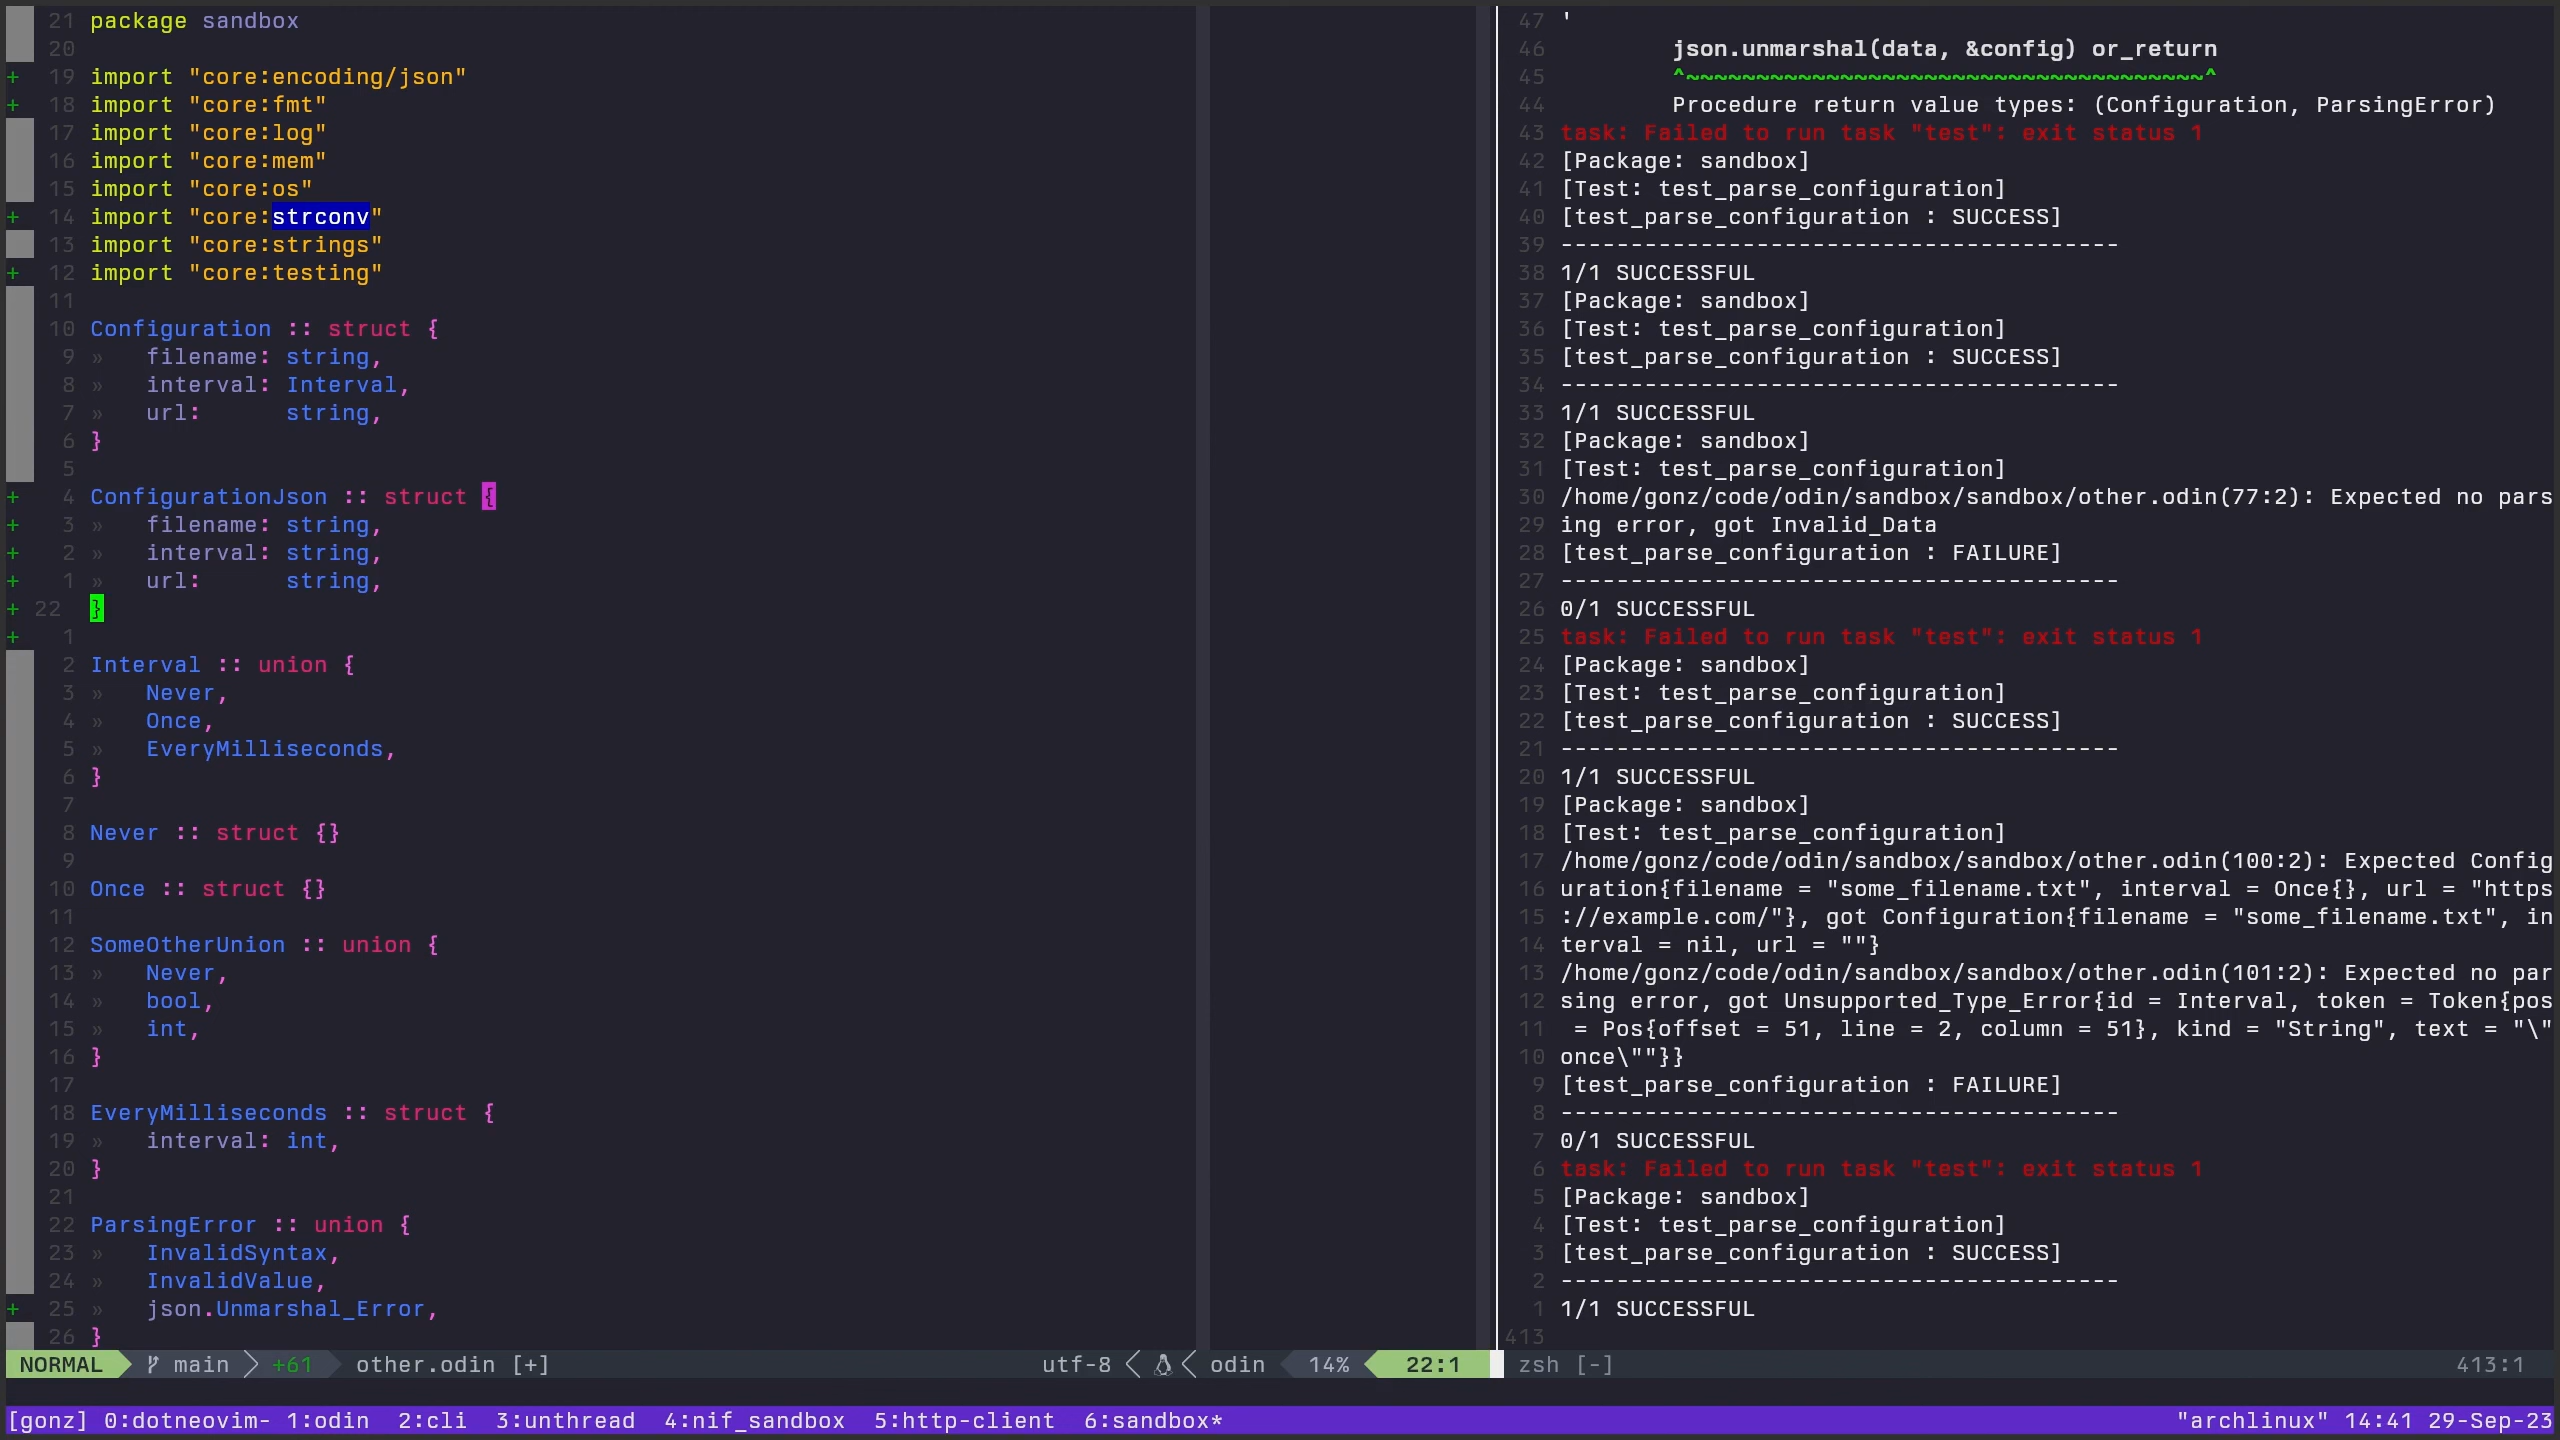 21 package sandbox
20
+ 19 import "core:encoding/json"
+ 18 import "core:fmt"
17 import "core:log"
16 import "core:mem"
15 import "core:os"
+ 14 import "core:strconv"
13 import "core:strings"
+ 12 import "core:testing"
11
10 Configuration :: struct {
9 »   filename: string,
8 »   interval: Interval,
7 »   url:      string,
6 }
5
+ 4 ConfigurationJson :: struct {
+ 3 »   filename: string,
+ 2 »   interval: string,
+ 1 »   url:      string,
+ 22 }
+ 1
2 Interval :: union {
3 »   Never,
4 »   Once,
5 »   EveryMilliseconds,
6 }
7
8 Never :: struct {}
9
10 Once :: struct {}
11
12 SomeOtherUnion :: union {
13 »   Never,
14 »   bool,
15 »   int,
16 }
17
18 EveryMilliseconds :: struct {
19 »   interval: int,
20 }
21
22 ParsingError :: union {
23 »   InvalidSyntax,
24 »   InvalidValue,
+ 25 »   json.Unmarshal_Error,
26 }
NORMAL main +61 other.odin [+] utf-8 odin 14% 22:1
47 '
46         json.unmarshal(data, &config) or_return
45         ^~~~~~~~~~~~~~~~~~~~~~~~~~~~~~~~~~~~~~^
44         Procedure return value types: (Configuration, ParsingError)
43 task: Failed to run task "test": exit status 1
42 [Package: sandbox]
41 [Test: test_parse_configuration]
40 [test_parse_configuration : SUCCESS]
39 ----------------------------------------
38 1/1 SUCCESSFUL
37 [Package: sandbox]
36 [Test: test_parse_configuration]
35 [test_parse_configuration : SUCCESS]
34 ----------------------------------------
33 1/1 SUCCESSFUL
32 [Package: sandbox]
31 [Test: test_parse_configuration]
30 /home/gonz/code/odin/sandbox/sandbox/other.odin(77:2): Expected no pars
29 ing error, got Invalid_Data
28 [test_parse_configuration : FAILURE]
27 ----------------------------------------
26 0/1 SUCCESSFUL
25 task: Failed to run task "test": exit status 1
24 [Package: sandbox]
23 [Test: test_parse_configuration]
22 [test_parse_configuration : SUCCESS]
21 ----------------------------------------
20 1/1 SUCCESSFUL
19 [Package: sandbox]
18 [Test: test_parse_configuration]
17 /home/gonz/code/odin/sandbox/sandbox/other.odin(100:2): Expected Config
16 uration{filename = "some_filename.txt", interval = Once{}, url = "https
15 ://example.com/"}, got Configuration{filename = "some_filename.txt", in
14 terval = nil, url = ""}
13 /home/gonz/code/odin/sandbox/sandbox/other.odin(101:2): Expected no par
12 sing error, got Unsupported_Type_Error{id = Interval, token = Token{pos
11  = Pos{offset = 51, line = 2, column = 51}, kind = "String", text = "\"
10 once\""}}
9 [test_parse_configuration : FAILURE]
8 ----------------------------------------
7 0/1 SUCCESSFUL
6 task: Failed to run task "test": exit status 1
5 [Package: sandbox]
4 [Test: test_parse_configuration]
3 [test_parse_configuration : SUCCESS]
2 ----------------------------------------
1 1/1 SUCCESSFUL
413
zsh [-] 413:1
[gonz] 0:dotneovim- 1:odin  2:cli  3:unthread  4:nif_sandbox  5:http-client  6:sandbox* "archlinux" 14:41 29-Sep-23